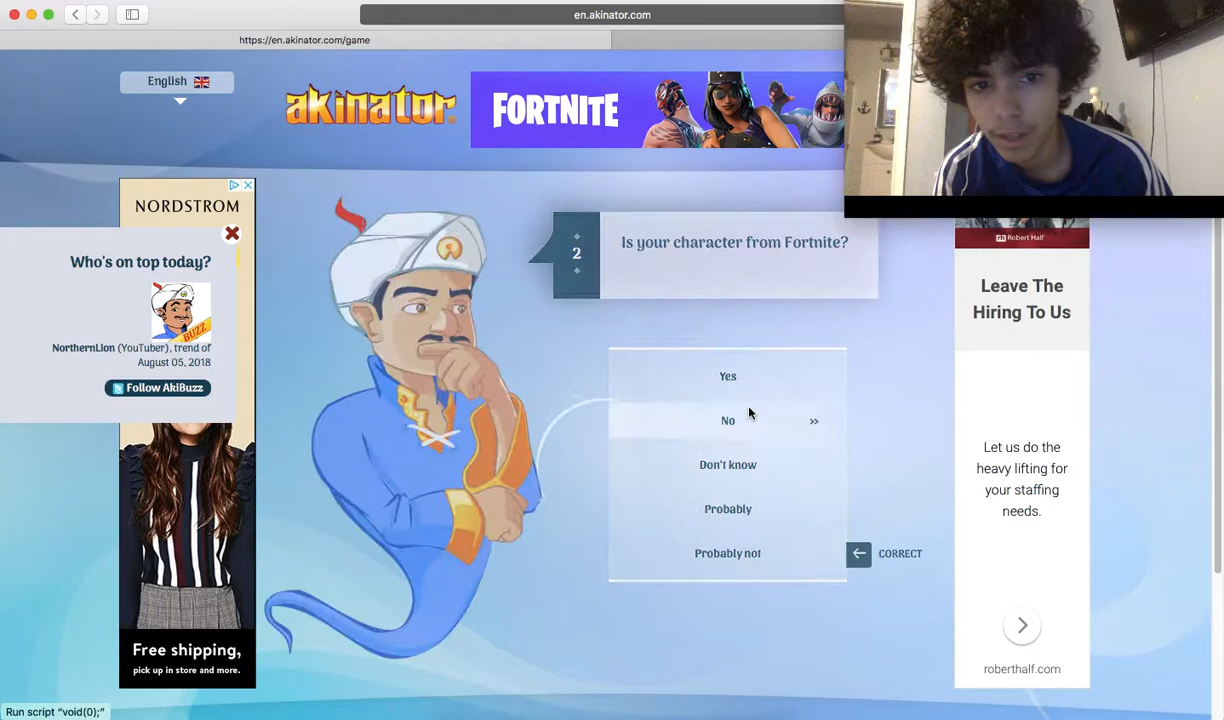 en.akinator.com
https://en.akinator.com/game
English
akinator
FORTNITE
NORDSTROM
Who's on top today?
BUZZ
NorthernLion (YouTuber), trend of
August 05, 2018
Follow AkiBuzz
Free shipping,
pick up in store and more.
2
Is your character from Fortnite?
Yes
No
Don't know
Probably
Probably not
CORRECT
rh Robert Half
Leave The
Hiring To Us
Let us do the
heavy lifting for
your staffing
needs.
roberthalf.com
Run script "void(0);"